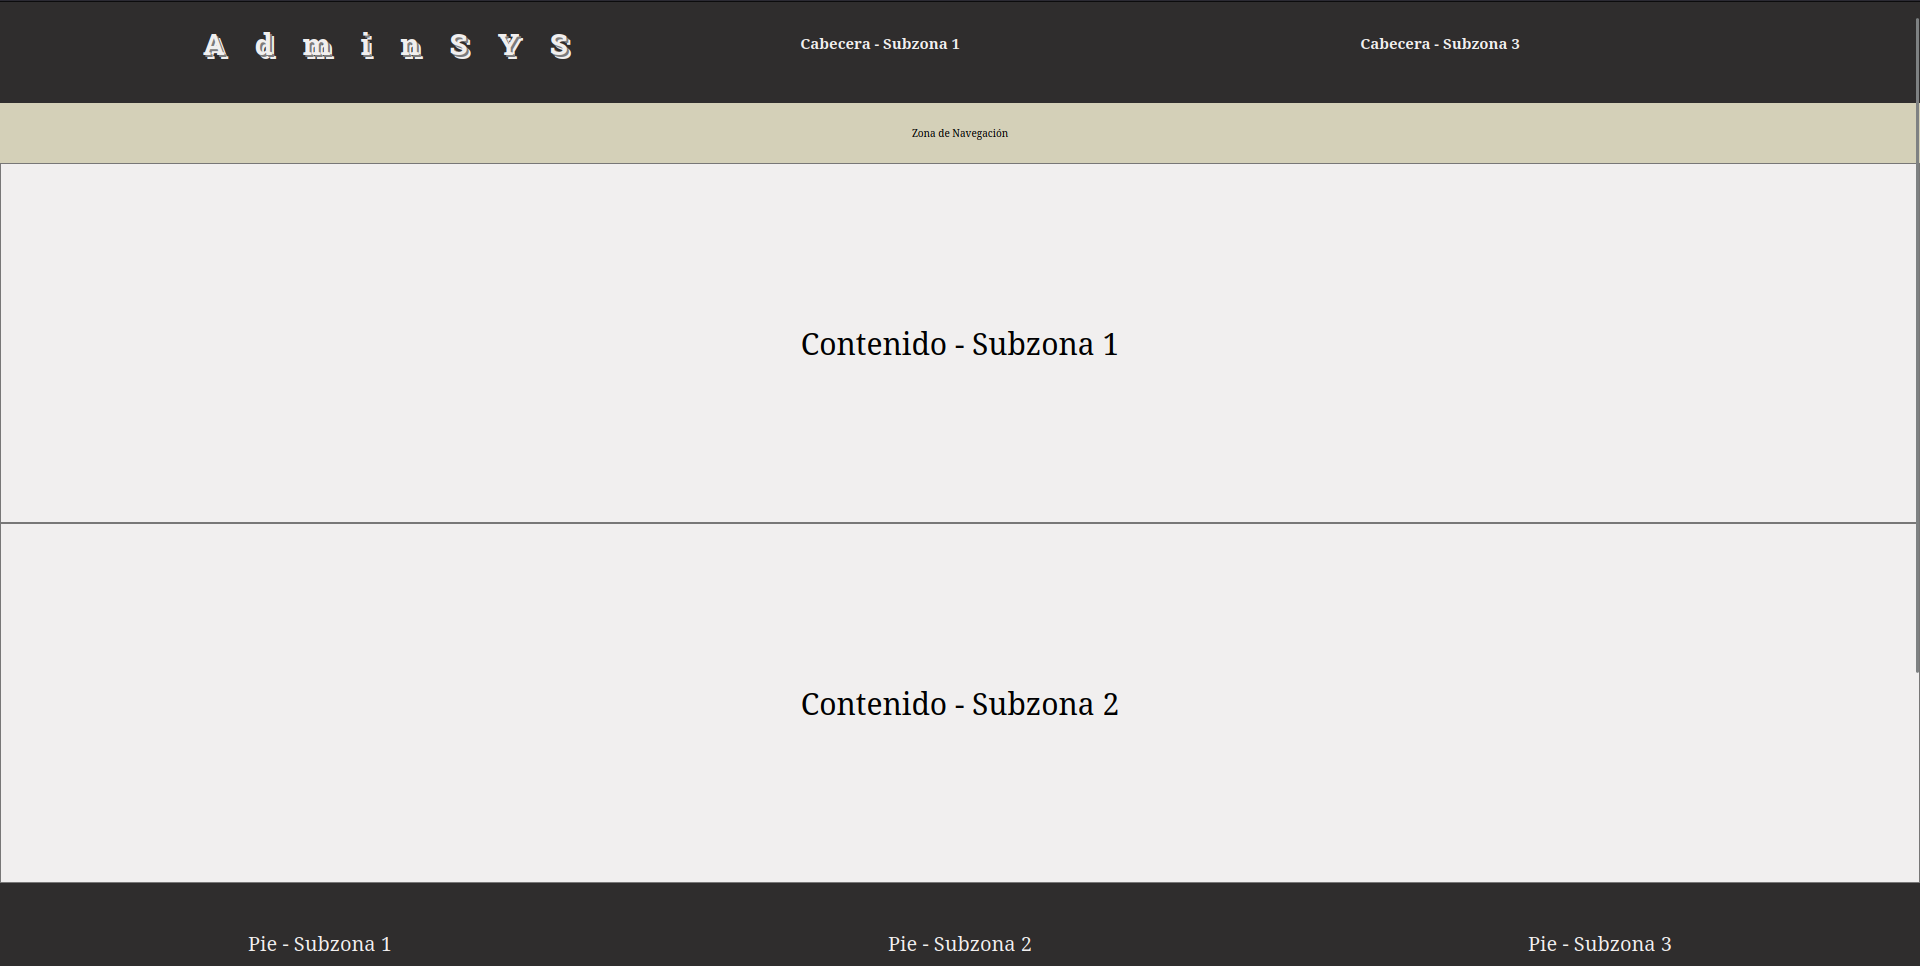 A d m i n S Y S
Cabecera - Subzona 1
Cabecera - Subzona 3
Zona de Navegación
Contenido - Subzona 1
Contenido - Subzona 2
Pie - Subzona 1
Pie - Subzona 2
Pie - Subzona 3